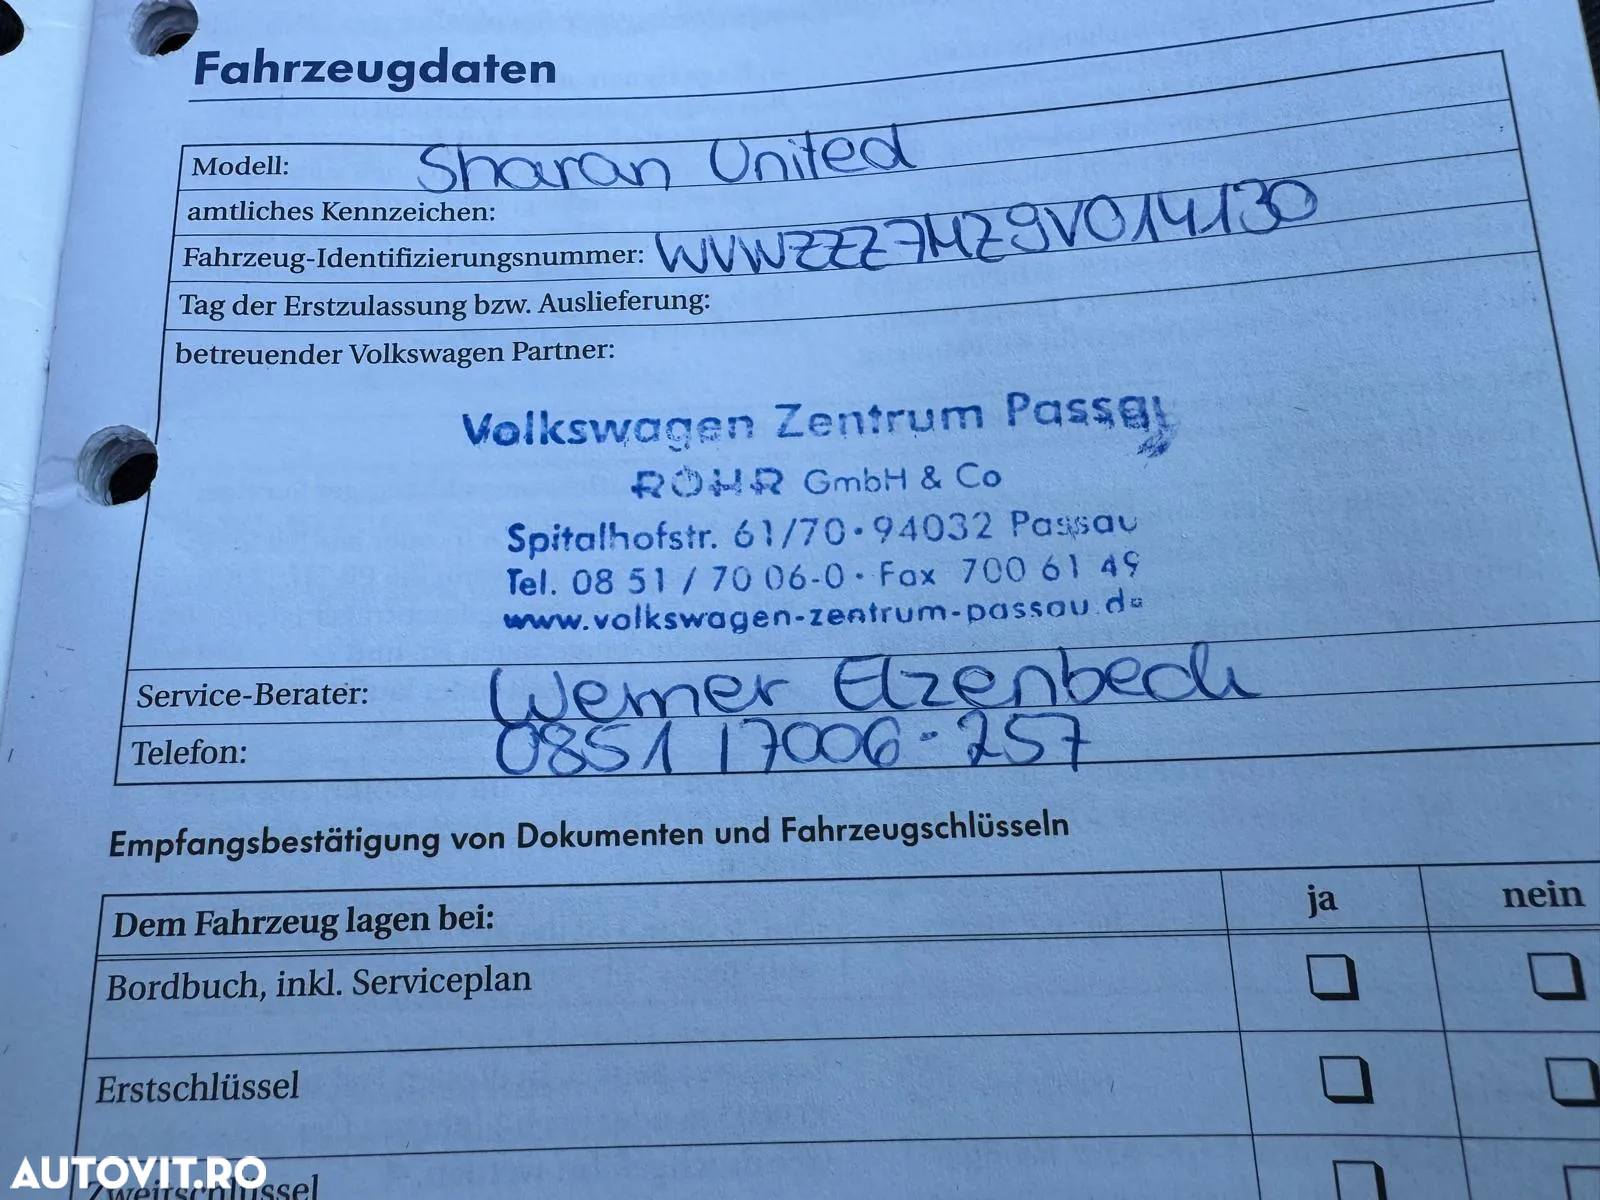 Fahrzeugdaten
Modell: Sharan United
amtliches Kennzeichen:
Fahrzeug-Identifizierungsnummer: WVWZZZ7MZ9V014130
Tag der Erstzulassung bzw. Auslieferung:
betreuender Volkswagen Partner:
Volkswagen Zentrum Passau
ROHR GmbH & Co
Spitalhofstr. 61/70 · 94032 Passau
Tel. 08 51 / 70 06-0 · Fax 700 61 49
www.volkswagen-zentrum-passau.de
Service-Berater: Werner Elzenbeck
Telefon: 0851 / 7006-257
Empfangsbestätigung von Dokumenten und Fahrzeugschlüsseln
Dem Fahrzeug lagen bei: ja nein
Bordbuch, inkl. Serviceplan
Erstschlüssel
Zweitschlüssel
AUTOVIT.RO